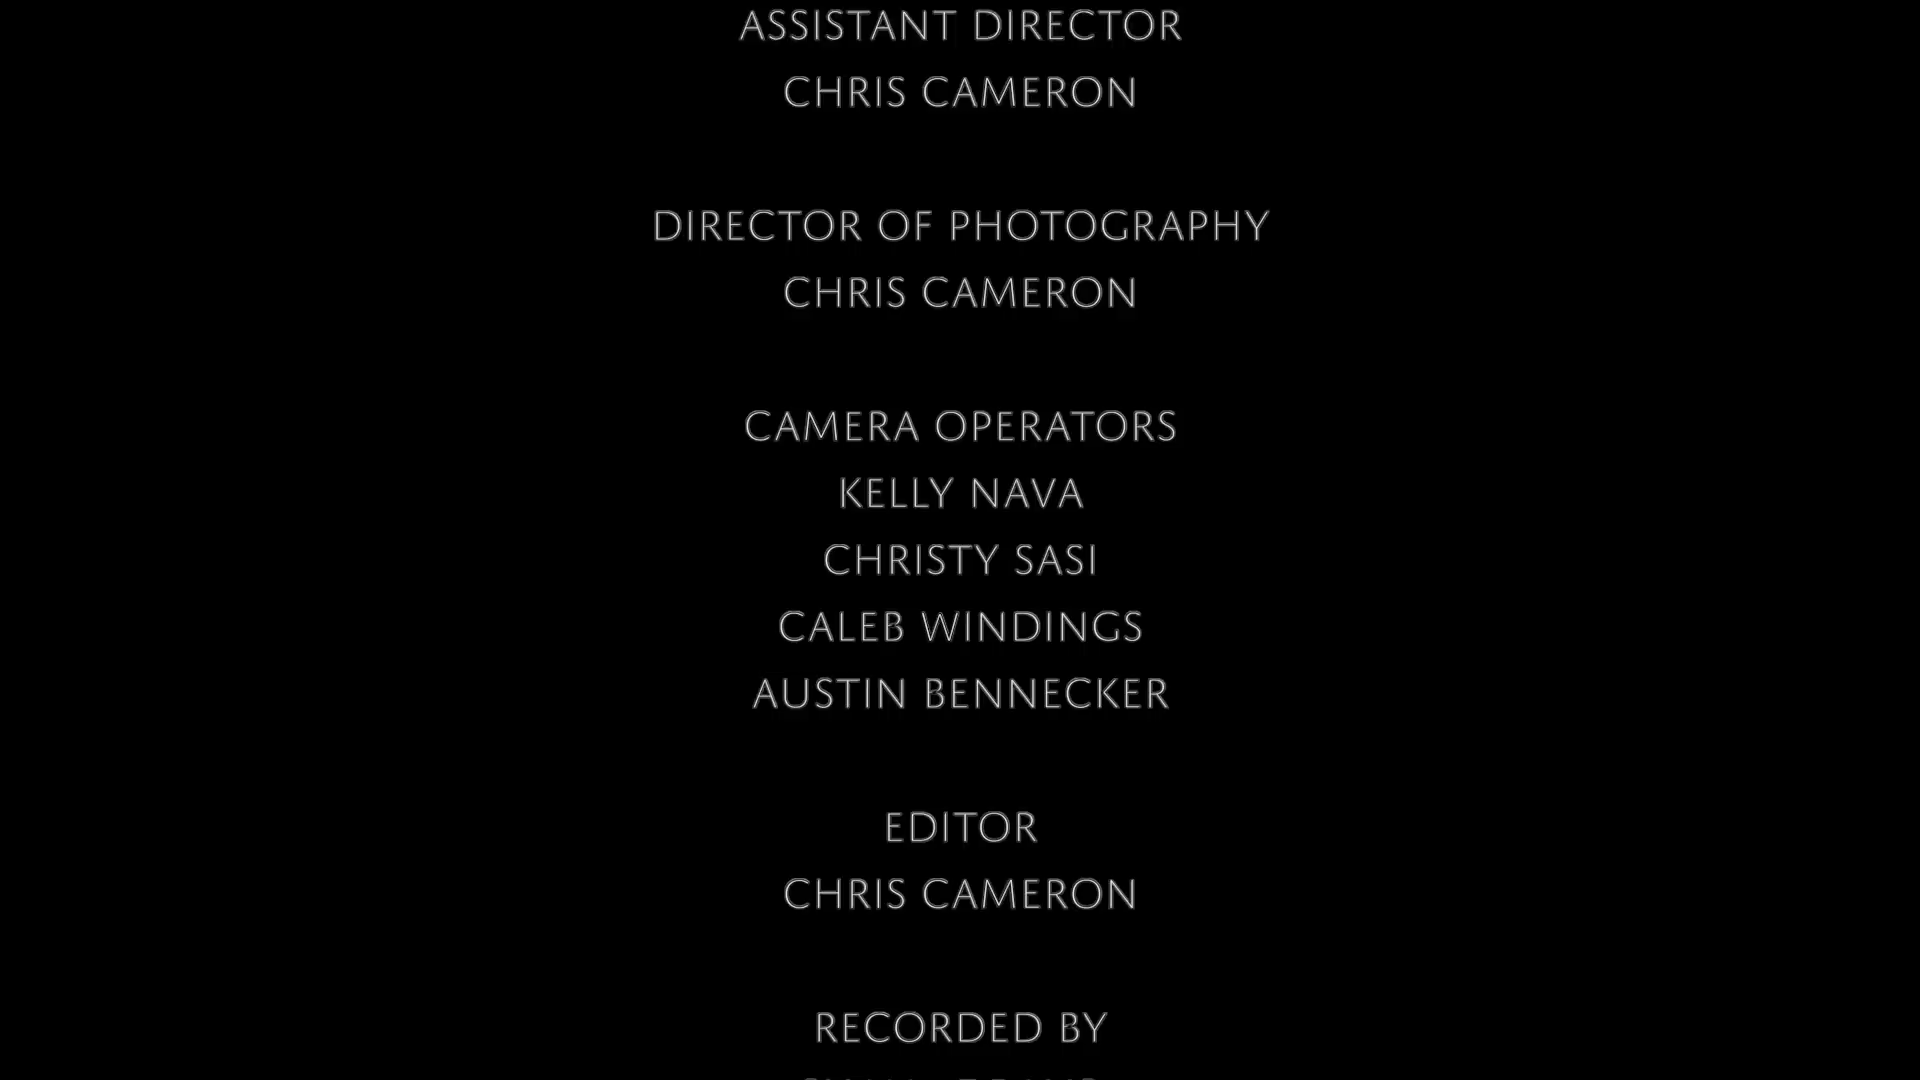 ASSISTANT DIRECTOR
CHRIS CAMERON
DIRECTOR OF PHOTOGRAPHY
CHRIS CAMERON
CAMERA OPERATORS
KELLY NAVA
CHRISTY SASI
CALEB WINDINGS
AUSTIN BENNECKER
EDITOR
CHRIS CAMERON
RECORDED BY